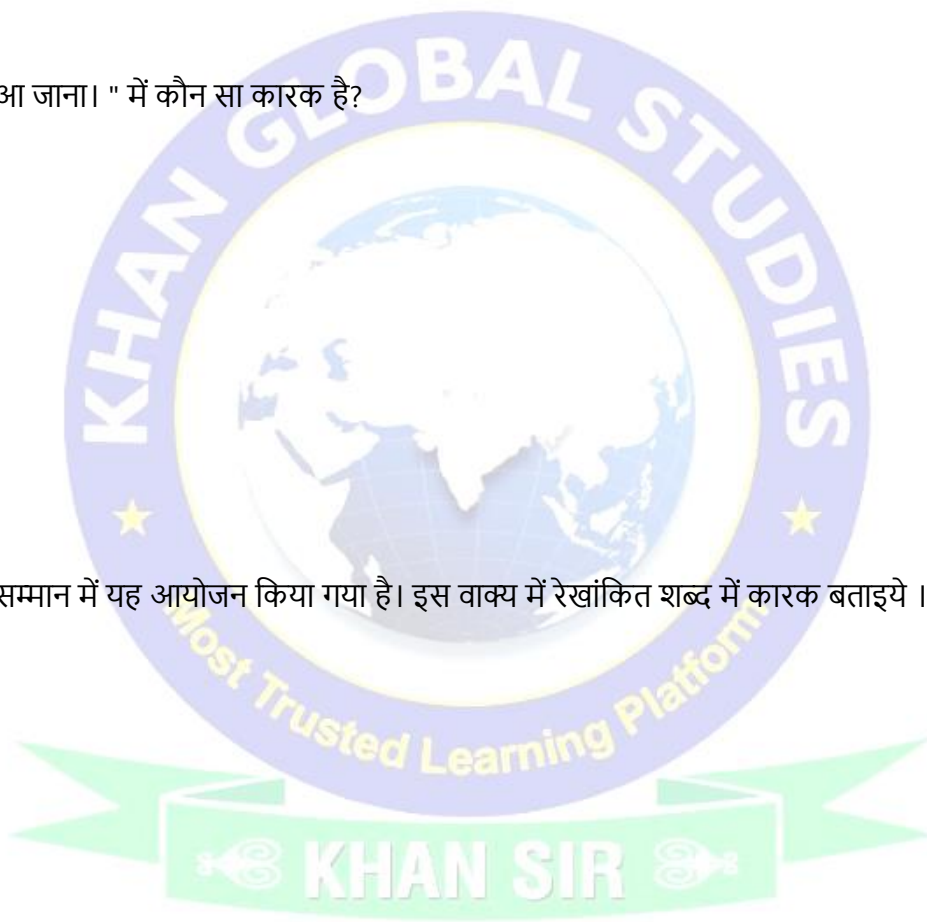 आ जाना। " में कौन सा कारक है?
KHAN GLOBAL STUDIES
सम्मान में यह आयोजन किया गया है। इस वाक्य में रेखांकित शब्द में कारक बताइये ।
Most Trusted Learning Platform
KHAN SIR